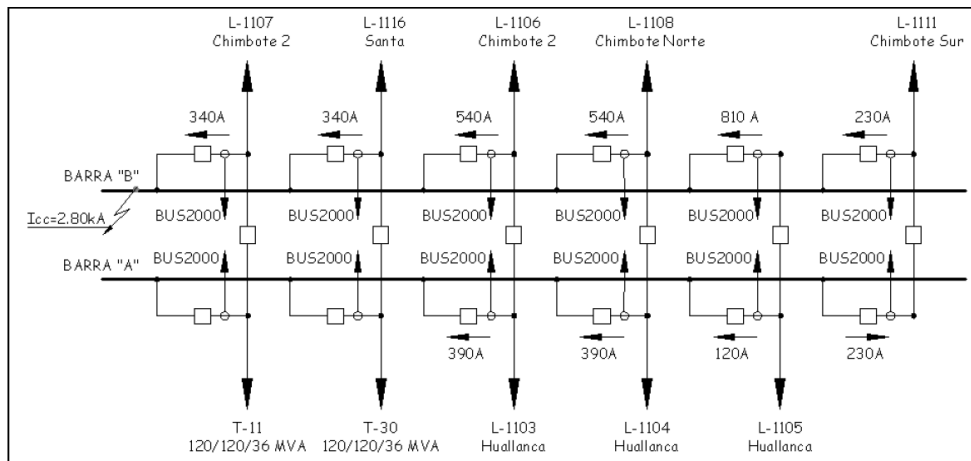 L-1107
Chimbote 2
L-1116
Santa
L-1106
Chimbote 2
L-1108
Chimbote Norte
L-1111
Chimbote Sur
340A
340A
540A
540A
810 A
230A
BARRA "B"
Icc=2.80kA
BUS2000
BUS2000
BUS2000
BUS2000
BUS2000
BARRA "A"
BUS2000
BUS2000
BUS2000
BUS2000
BUS2000
BUS2000
390A
390A
120A
230A
T-11
120/120/36 MVA
T-30
120/120/36 MVA
L-1103
Huallanca
L-1104
Huallanca
L-1105
Huallanca